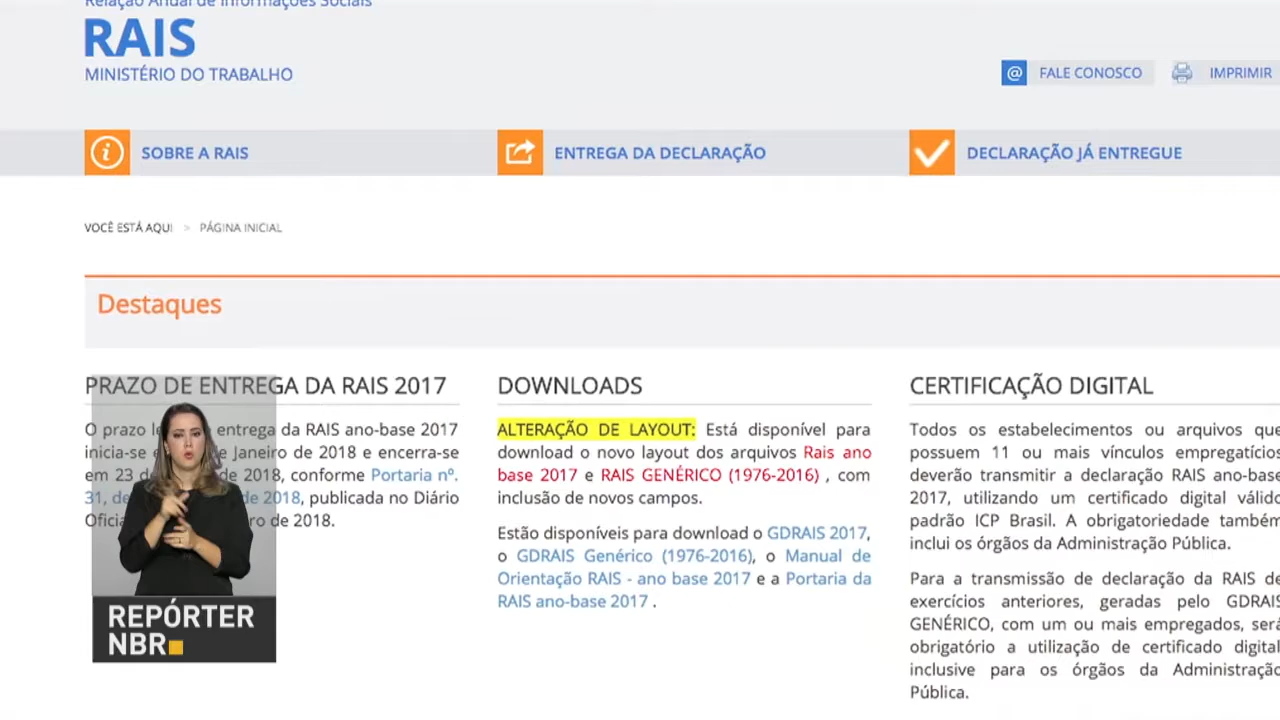 Relação Anual de Informações Sociais
RAIS
MINISTÉRIO DO TRABALHO
@ FALE CONOSCO
IMPRIMIR
SOBRE A RAIS
ENTREGA DA DECLARAÇÃO
DECLARAÇÃO JÁ ENTREGUE
VOCÊ ESTÁ AQUI > PÁGINA INICIAL
Destaques
PRAZO DE ENTREGA DA RAIS 2017
O prazo entrega da RAIS ano-base 2017
inicia-se de Janeiro de 2018 e encerra-se
em 23 de de 2018, conforme Portaria nº.
31, de de 2018, publicada no Diário
de 2018.
DOWNLOADS
ALTERAÇÃO DE LAYOUT: Está disponível para
download o novo layout dos arquivos Rais ano
base 2017 e RAIS GENÉRICO (1976-2016) , com
inclusão de novos campos.
Estão disponíveis para download o GDRAIS 2017,
o GDRAIS Genérico (1976-2016), o Manual de
Orientação RAIS - ano base 2017 e a Portaria da
RAIS ano-base 2017 .
CERTIFICAÇÃO DIGITAL
Todos os estabelecimentos ou arquivos que
possuem 11 ou mais vínculos empregatícios
deverão transmitir a declaração RAIS ano-base
2017, utilizando um certificado digital válido
padrão ICP Brasil. A obrigatoriedade também
inclui os órgãos da Administração Pública.
Para a transmissão de declaração da RAIS de
exercícios anteriores, geradas pelo GDRAIS
GENÉRICO, com um ou mais empregados, será
obrigatório a utilização de certificado digital,
inclusive para os órgãos da Administração
Pública.
REPÓRTER
NBR